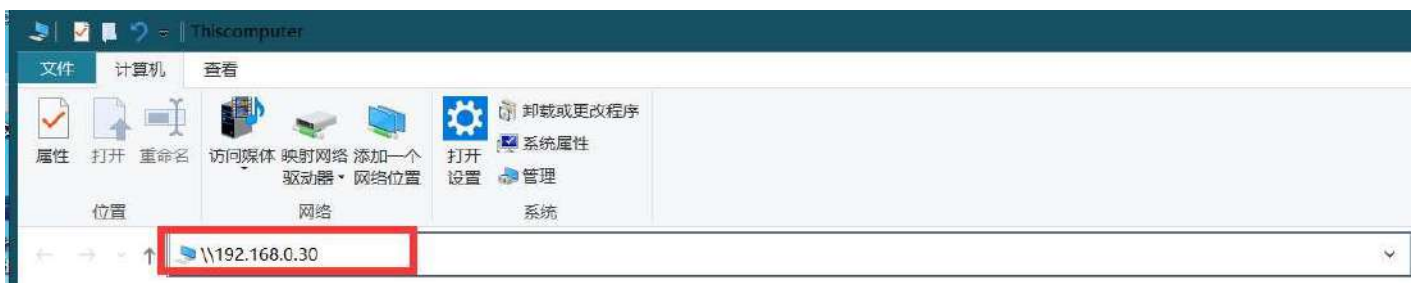 Thiscomputer
文件 计算机 查看
属性 打开 重命名 访问媒体 映射网络驱动器 添加一个网络位置 打开设置 卸载或更改程序
系统属性
管理
位置 网络 系统
\\192.168.0.30